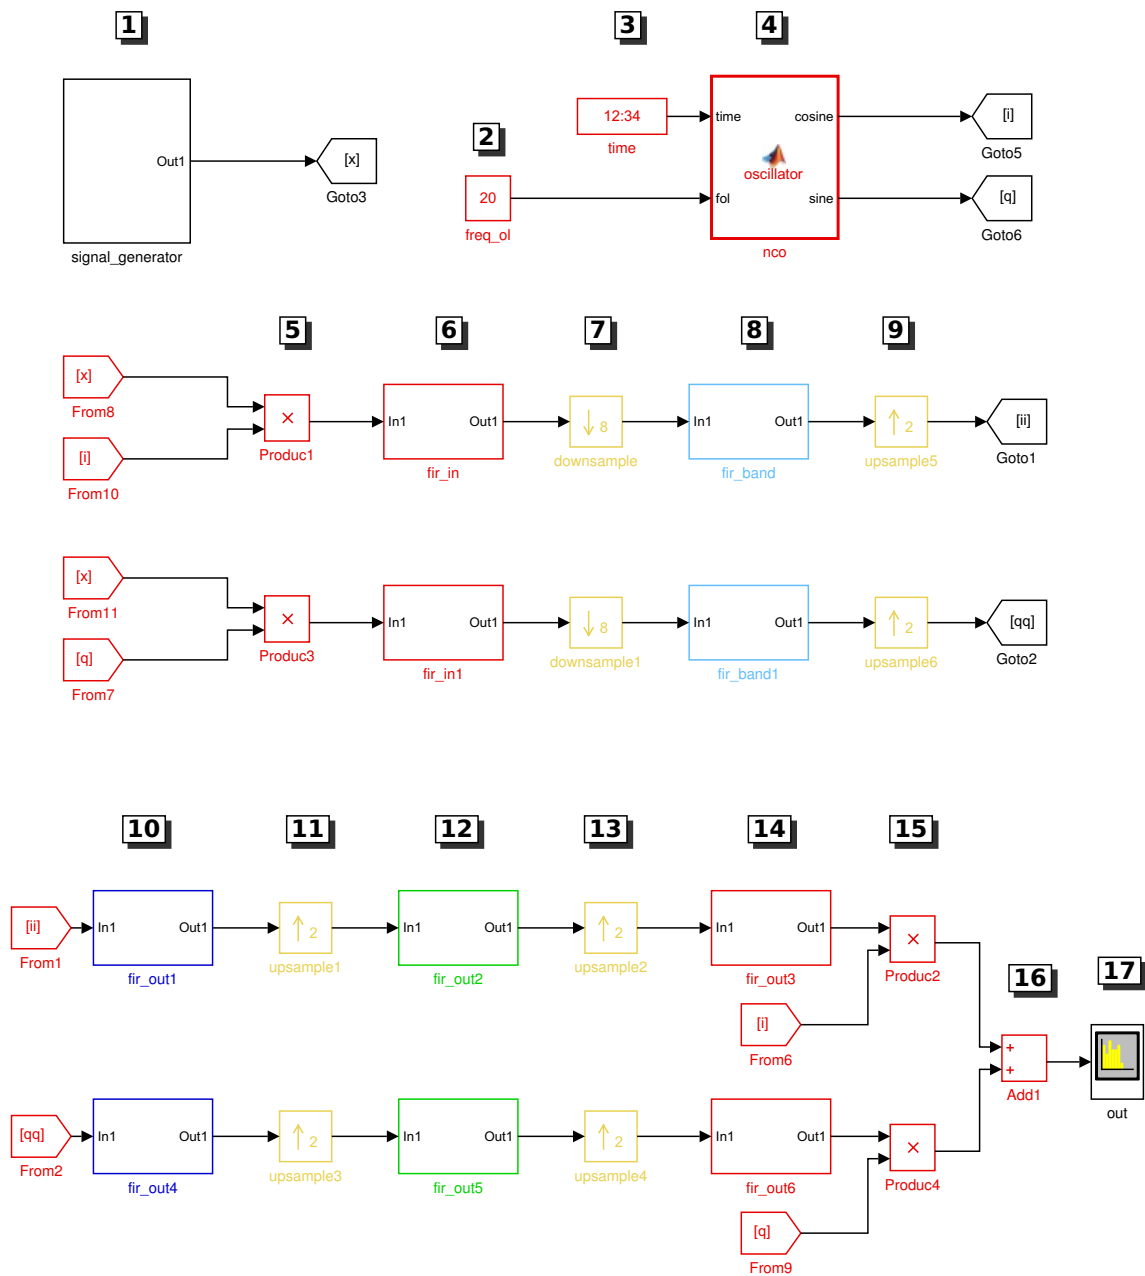 1
3
4
2
Out1
[x]
Goto3
signal_generator
12:34
time
20
freq_ol
time
cosine
oscillator
fol
sine
nco
[i]
Goto5
[q]
Goto6
5
6
7
8
9
[x]
From8
[i]
From10
×
Produc1
In1
Out1
fir_in
8
downsample
In1
Out1
fir_band
2
upsample5
[ii]
Goto1
[x]
From11
[q]
From7
×
Produc3
In1
Out1
fir_in1
8
downsample1
In1
Out1
fir_band1
2
upsample6
[qq]
Goto2
10
11
12
13
14
15
16
17
[ii]
From1
In1
Out1
fir_out1
2
upsample1
In1
Out1
fir_out2
2
upsample2
In1
Out1
fir_out3
×
Produc2
[i]
From6
+
+
Add1
out
[qq]
From2
In1
Out1
fir_out4
2
upsample3
In1
Out1
fir_out5
2
upsample4
In1
Out1
fir_out6
×
Produc4
[q]
From9